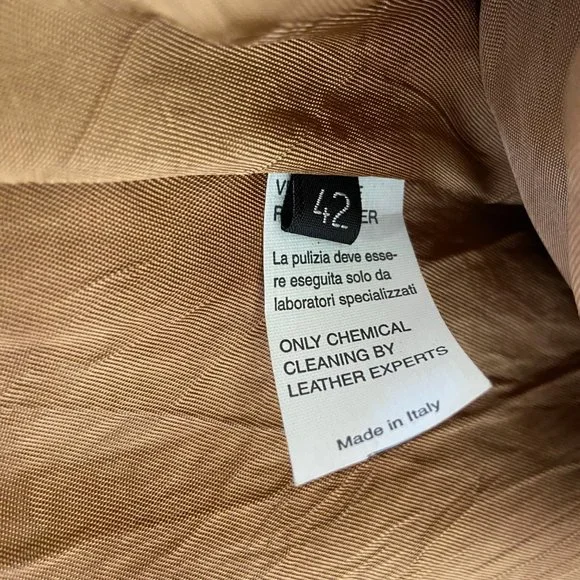 42
La pulizia deve esse-
re eseguita solo da
laboratori specializzati
ONLY CHEMICAL
CLEANING BY
LEATHER EXPERTS
Made in Italy